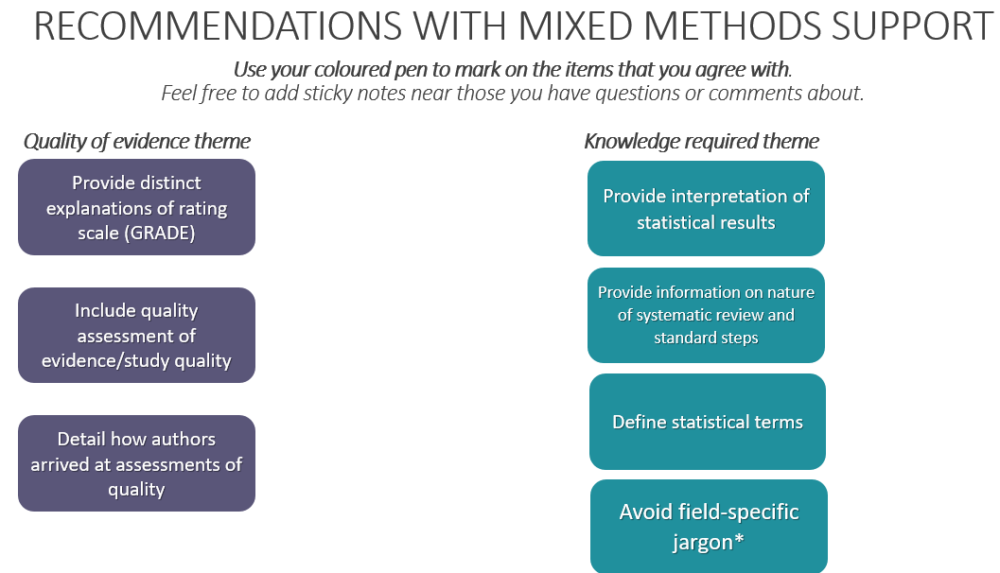 RECOMMENDATIONS WITH MIXED METHODS SUPPORT
Use your coloured pen to mark on the items that you agree with.
Feel free to add sticky notes near those you have questions or comments about.
Quality of evidence theme
Provide distinct
explanations of rating
scale (GRADE)
Include quality
assessment of
evidence/study quality
Detail how authors
arrived at assessments of
quality
Knowledge required theme
Provide interpretation of
statistical results
Provide information on nature
of systematic review and
standard steps
Define statistical terms
Avoid field-specific
jargon*